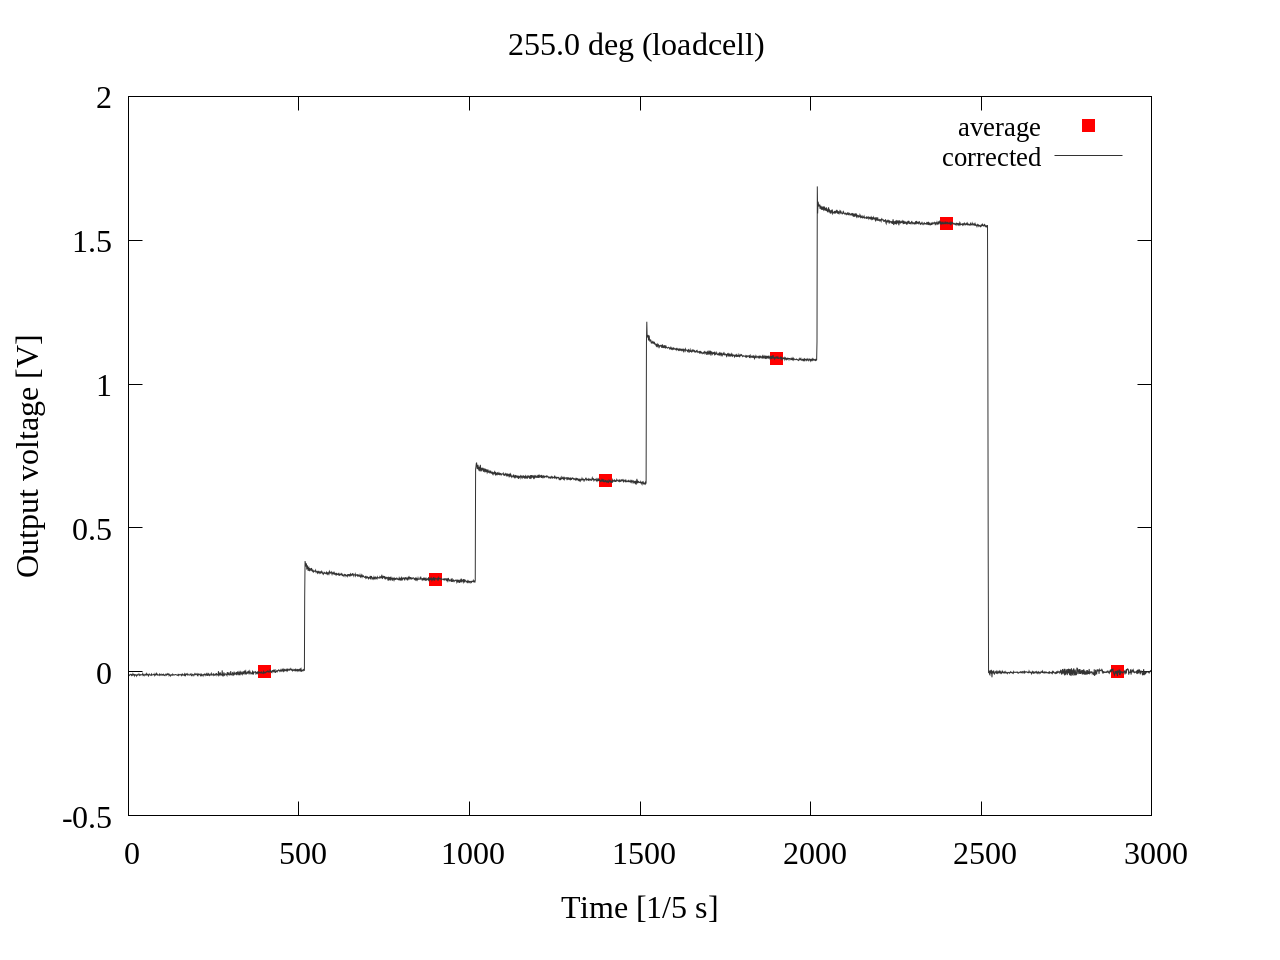 255.0 deg (loadcell)
2
average
corrected
1.5
1
0.5
0
-0.5
Output voltage [V]
0 500 1000 1500 2000 2500 3000
Time [1/5 s]